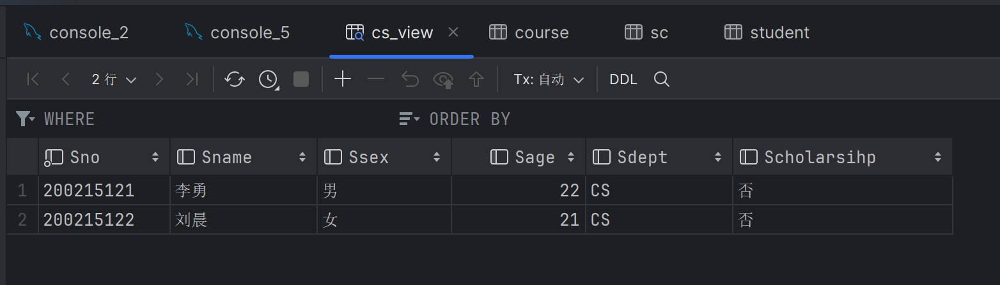 console_2 console_5 cs_view course sc student
2 行 Tx: 自动 DDL
WHERE ORDER BY
Sno Sname Ssex Sage Sdept Scholarsihp
1 200215121 李勇 男 22 CS 否
2 200215122 刘晨 女 21 CS 否